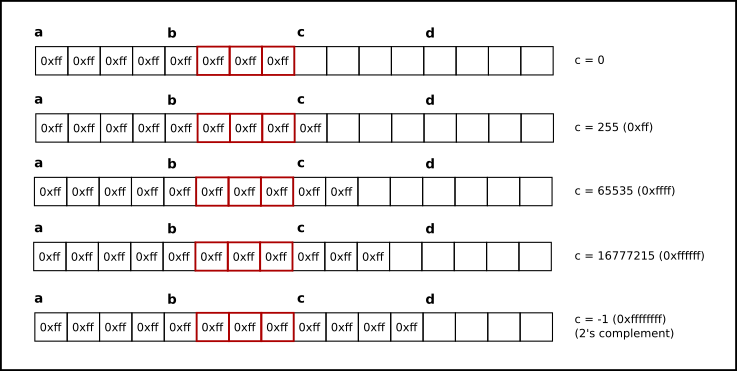 a b c d
0xff 0xff 0xff 0xff 0xff 0xff 0xff 0xff c = 0
a b c d
0xff 0xff 0xff 0xff 0xff 0xff 0xff 0xff 0xff c = 255 (0xff)
a b c d
0xff 0xff 0xff 0xff 0xff 0xff 0xff 0xff 0xff 0xff c = 65535 (0xffff)
a b c d
0xff 0xff 0xff 0xff 0xff 0xff 0xff 0xff 0xff 0xff 0xff c = 16777215 (0xffffff)
a b c d
0xff 0xff 0xff 0xff 0xff 0xff 0xff 0xff 0xff 0xff 0xff 0xff c = -1 (0xffffffff)
(2's complement)